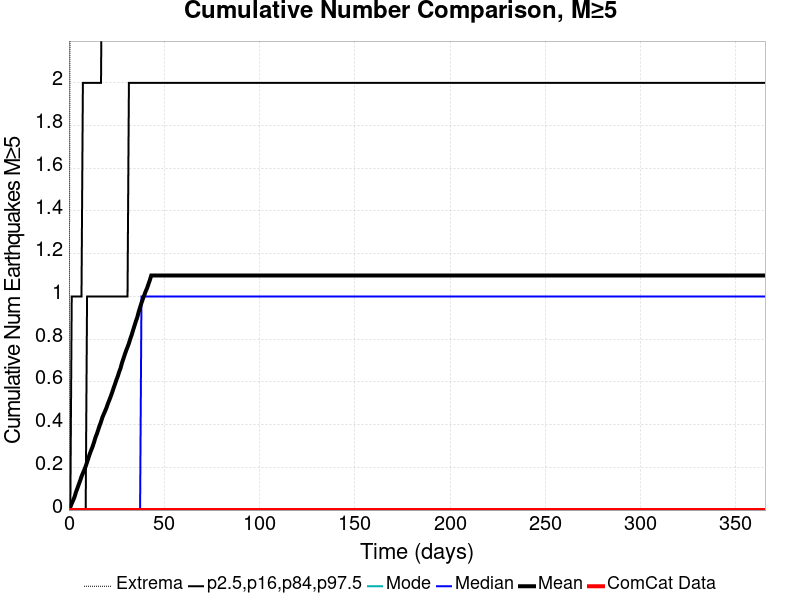 Cumulative Number Comparison, M≥5
Cumulative Num Earthquakes M≥5
2
1.8
1.6
1.4
1.2
1
0.8
0.6
0.4
0.2
0
0 50 100 150 200 250 300 350
Time (days)
Extrema p2.5,p16,p84,p97.5 Mode Median Mean ComCat Data